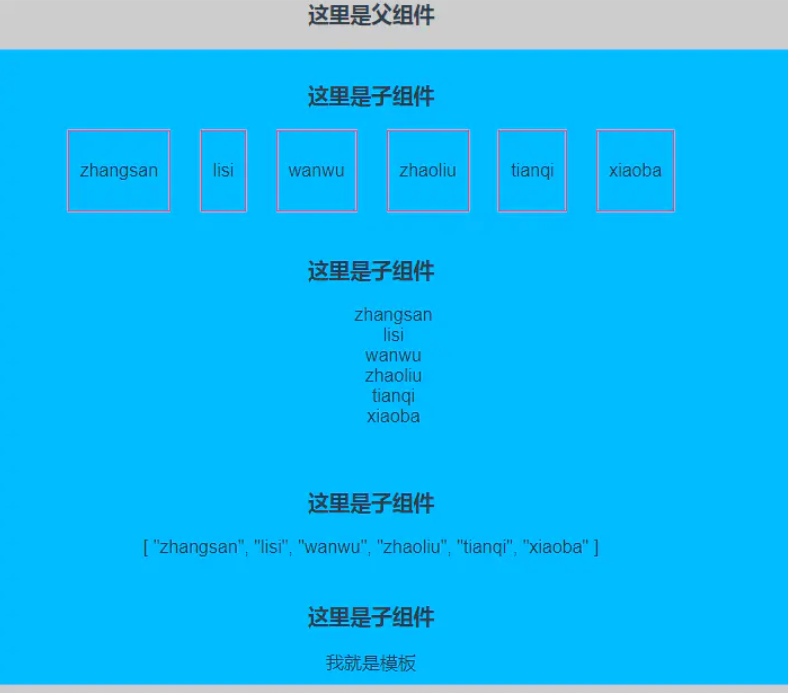 这里是父组件
这里是子组件
zhangsan lisi wanwu zhaoliu tianqi xiaoba
这里是子组件
zhangsan
lisi
wanwu
zhaoliu
tianqi
xiaoba
这里是子组件
[ "zhangsan", "lisi", "wanwu", "zhaoliu", "tianqi", "xiaoba" ]
这里是子组件
我就是模板